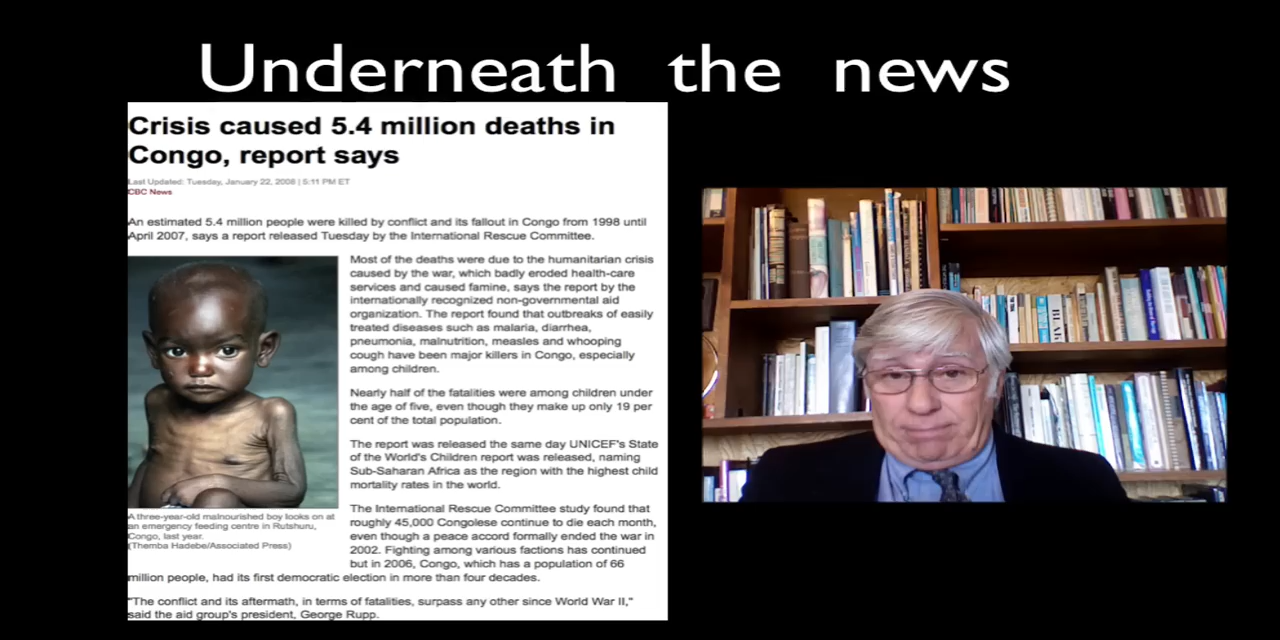 Underneath the news
Crisis caused 5.4 million deaths in
Congo, report says
Last Updated: Tuesday, January 22, 2008 | 5:11 PM ET
CBC News
An estimated 5.4 million people were killed by conflict and its fallout in Congo from 1998 until
April 2007, says a report released Tuesday by the International Rescue Committee.
Most of the deaths were due to the humanitarian crisis
caused by the war, which badly eroded health-care
services and caused famine, says the report by the
internationally recognized non-governmental aid
organization. The report found that outbreaks of easily
treated diseases such as malaria, diarrhea,
pneumonia, malnutrition, measles and whooping
cough have been major killers in Congo, especially
among children.
Nearly half of the fatalities were among children under
the age of five, even though they make up only 19 per
cent of the total population.
The report was released the same day UNICEF's State
of the World's Children report was released, naming
Sub-Saharan Africa as the region with the highest child
mortality rates in the world.
A three-year-old malnourished boy looks on at
an emergency feeding centre in Rutshuru,
Congo, last year.
(Themba Hadebe/Associated Press)
The International Rescue Committee study found that
roughly 45,000 Congolese continue to die each month,
even though a peace accord formally ended the war in
2002. Fighting among various factions has continued
but in 2006, Congo, which has a population of 66
million people, had its first democratic election in more than four decades.
"The conflict and its aftermath, in terms of fatalities, surpass any other since World War II,"
said the aid group's president, George Rupp.